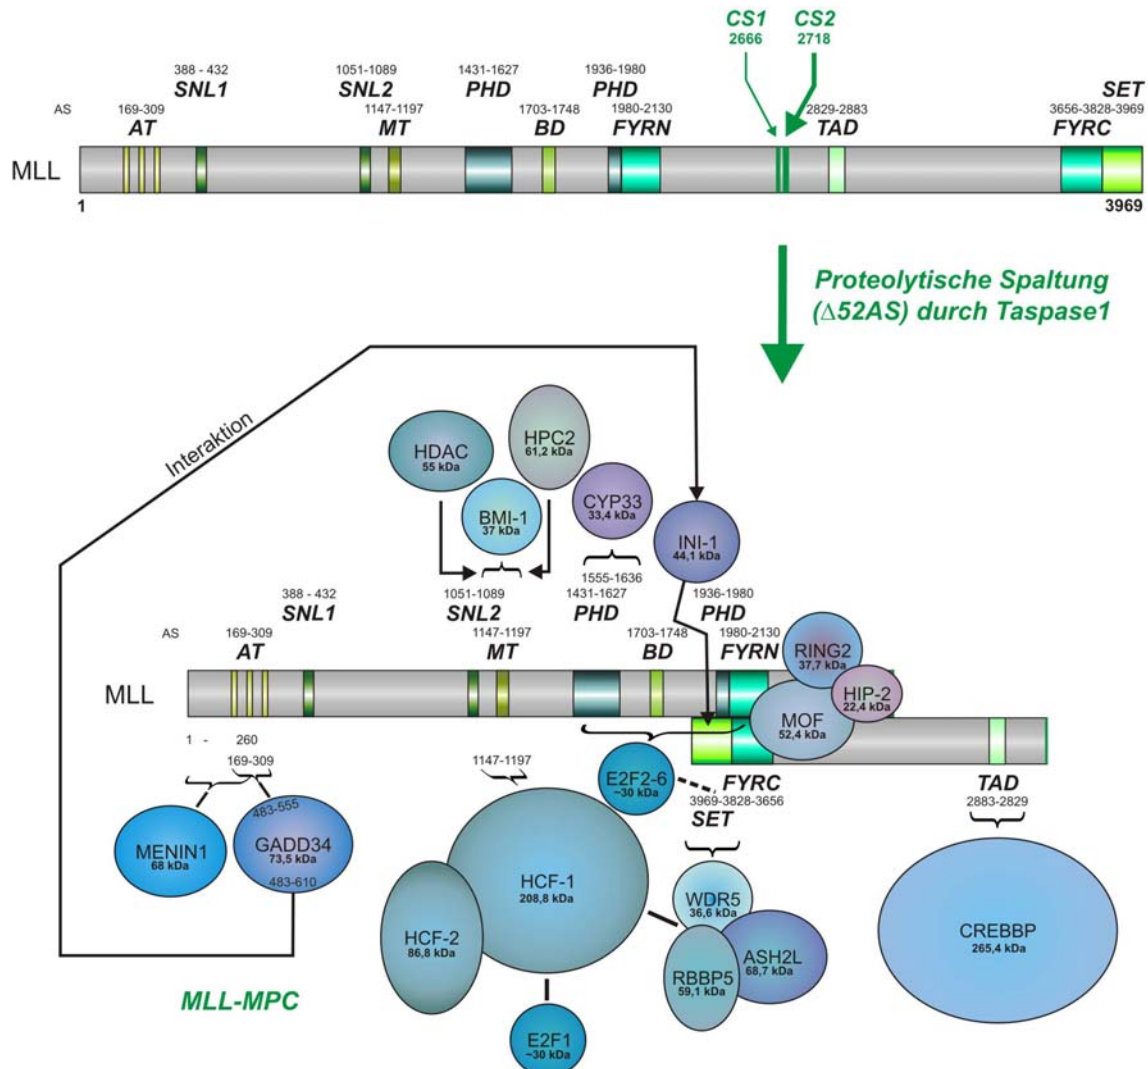 CS1 CS2
2666 2718
388 - 432 1051-1089 1431-1627 1936-1980
SNL1 SNL2 PHD PHD SET
AS 169-309 1147-1197 1703-1748 1980-2130 2829-2883 3656-3828-3969
AT MT BD FYRN TAD FYRC
MLL
1 3969
Proteolytische Spaltung
(Δ52AS) durch Taspase1
Interaktion
HDAC
55 kDa
HPC2
61,2 kDa
BMI-1
37 kDa
CYP33
33,4 kDa
INI-1
44,1 kDa
1555-1636
388 - 432 1051-1089 1431-1627 1936-1980
SNL1 SNL2 PHD PHD
AS 169-309 1147-1197 1703-1748 1980-2130
AT MT BD FYRN
RING2
37,7 kDa
HIP-2
22,4 kDa
MOF
52,4 kDa
MLL
1 - 260
169-309
1147-1197
E2F2-6
~30 kDa
FYRC
3969-3828-3656
SET
TAD
2883-2829
MENIN1
68 kDa
483-555
GADD34
73,5 kDa
483-610
HCF-1
208,8 kDa
HCF-2
86,8 kDa
WDR5
36,6 kDa
RBBP5
59,1 kDa
ASH2L
68,7 kDa
CREBBP
265,4 kDa
MLL-MPC
E2F1
~30 kDa